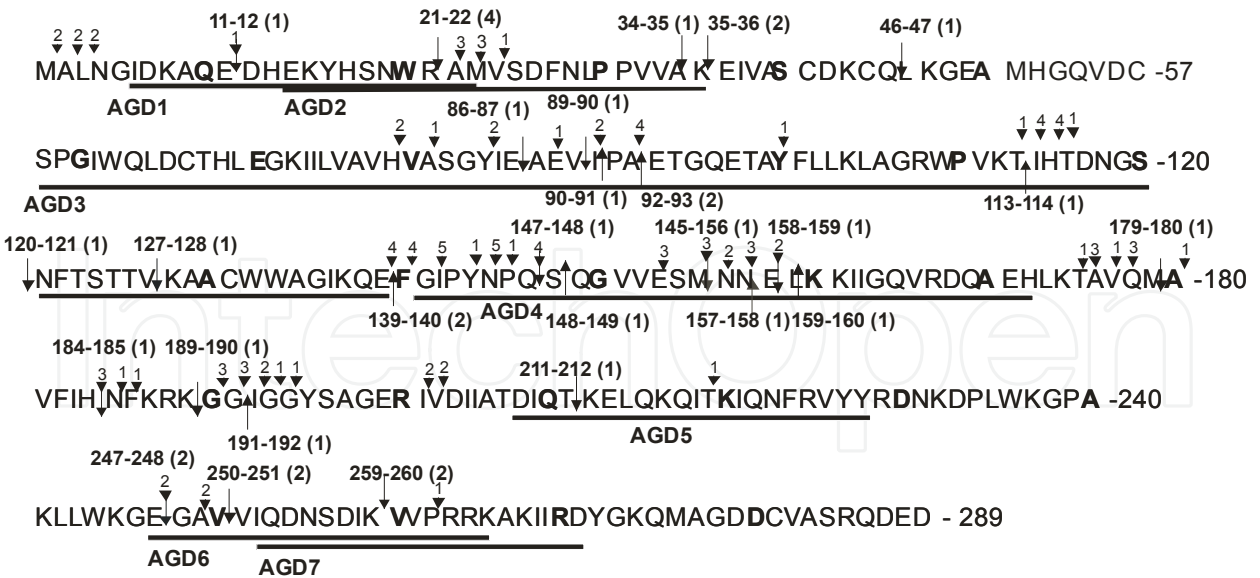 11-12 (1) 21-22 (4) 34-35 (1) 35-36 (2) 46-47 (1)
2 2 2 1 3 3 1
MALNGIDKAQEDHEKYHSNWRAMVSDFNLPPVVAKEIVASCDKCQLKGEAMHGQVDC -57
AGD1 AGD2
86-87 (1) 89-90 (1)
2 1 2 1 2 4 1 1 4 4 1
SPGIWQLDCTHLEGKIILVAVHVASGYIEAEVIPAETGQETAYFLLKLAGRWPVKTIHTDNGS -120
AGD3
90-91 (1) 92-93 (2) 113-114 (1)
120-121 (1) 127-128 (1) 147-148 (1) 145-156 (1) 158-159 (1) 179-180 (1)
4 4 5 1 5 1 4 3 3 2 3 2 1 3 1 3 1
NFTSTTVKAACWWAGIKQEFGIPYNPQSQGVVESMNNELKKIIGQVRDQAEHLKTAVQMA -180
AGD4
139-140 (2) 148-149 (1) 157-158 (1) 159-160 (1)
184-185 (1) 189-190 (1) 211-212 (1)
3 1 1 3 3 2 1 1 2 2 1
VFIHNFKRKGGIGGYSAGERIVDIIATDIQTKELQKQITKIQNFRVYYRDNKDPLWKGPA -240
191-192 (1) AGD5
247-248 (2) 250-251 (2) 259-260 (2)
2 2 1
KLLWKGEGAVVIQDNSDIKVVPRRKAKIIRDYGKQMAGDDCVASRQDED - 289
AGD6 AGD7
IntechOpen